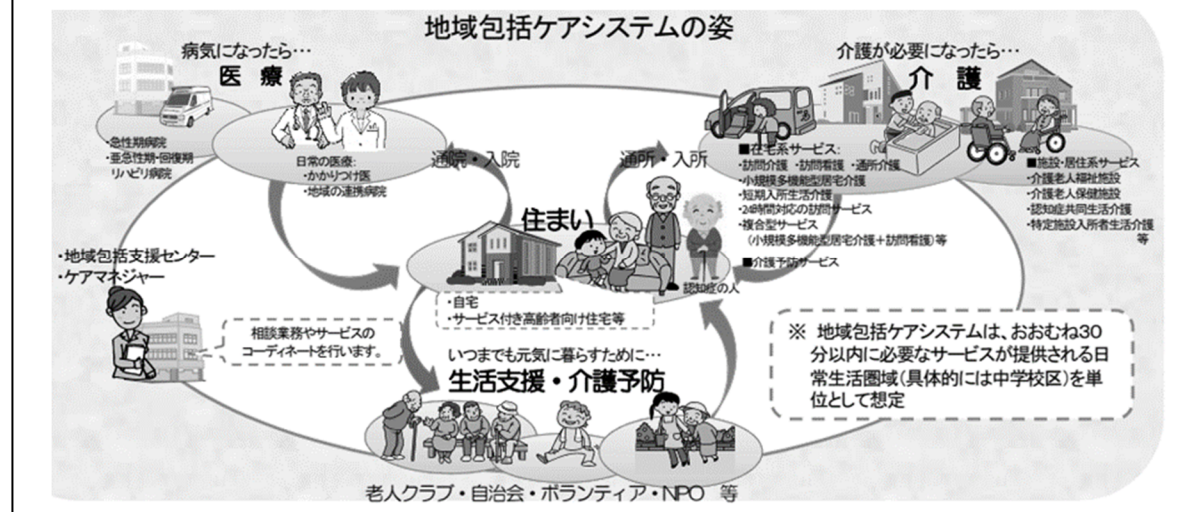 地域包括ケアシステムの姿
病気になったら…
医 療
・急性期病院
・亜急性期・回復期
リハビリ病院
日常の医療:
・かかりつけ医
・地域の連携病院
通院・入院
通所・入所
介護が必要になったら…
介 護
■在宅系サービス:
・訪問介護 ・訪問看護 ・通所介護
・小規模多機能型居宅介護
・短期入所生活介護
・24時間対応の訪問サービス
・複合型サービス
(小規模多機能型居宅介護+訪問看護)等
■介護予防サービス
■施設・居住系サービス
・介護老人福祉施設
・介護老人保健施設
・認知症共同生活介護
・特定施設入所者生活介護
等
住まい
認知症の人
・自宅
・サービス付き高齢者向け住宅等
・地域包括支援センター
・ケアマネジャー
相談業務やサービスの
コーディネートを行います。
いつまでも元気に暮らすために…
生活支援・介護予防
老人クラブ・自治会・ボランティア・NPO 等
※ 地域包括ケアシステムは、おおむね30
分以内に必要なサービスが提供される日
常生活圏域(具体的には中学校区)を単
位として想定